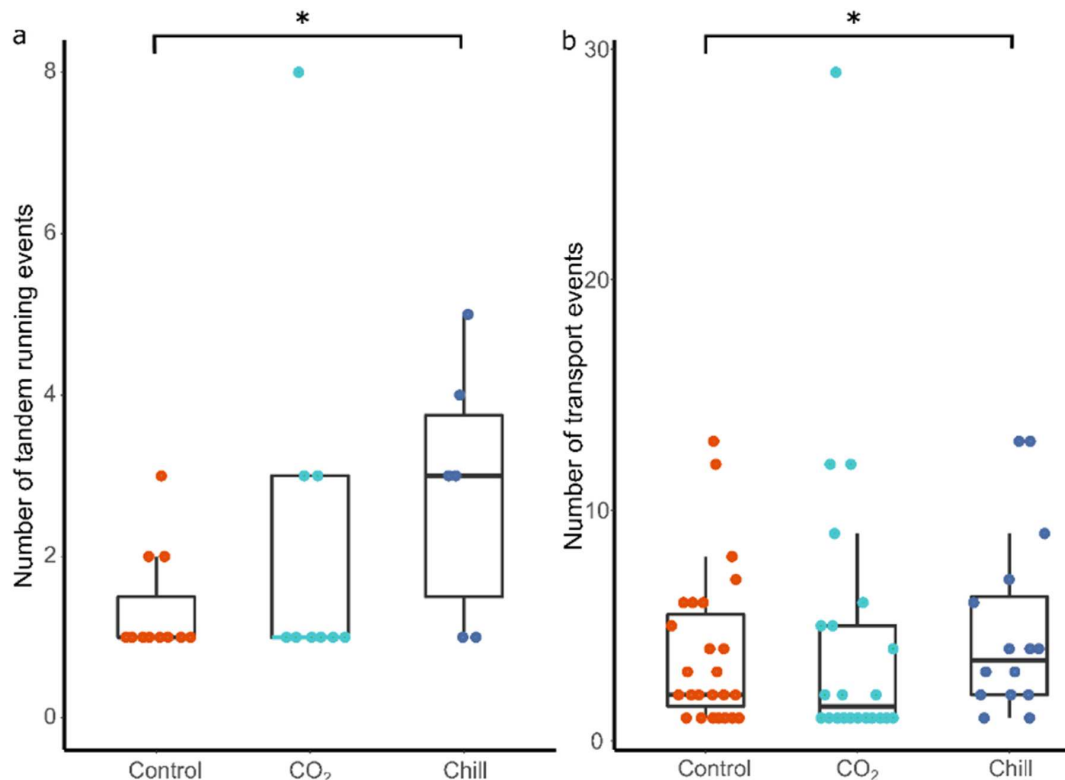 a
*
8
6
4
2
0
Number of tandem running events
Control
CO₂
Chill
b
*
30
20
10
0
Number of transport events
Control
CO₂
Chill